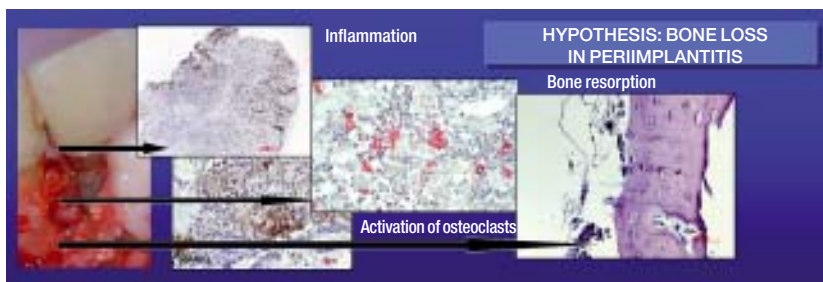 Inflammation
HYPOTHESIS: BONE LOSS
IN PERIIMPLANTITIS
Bone resorption
Activation of osteoclasts